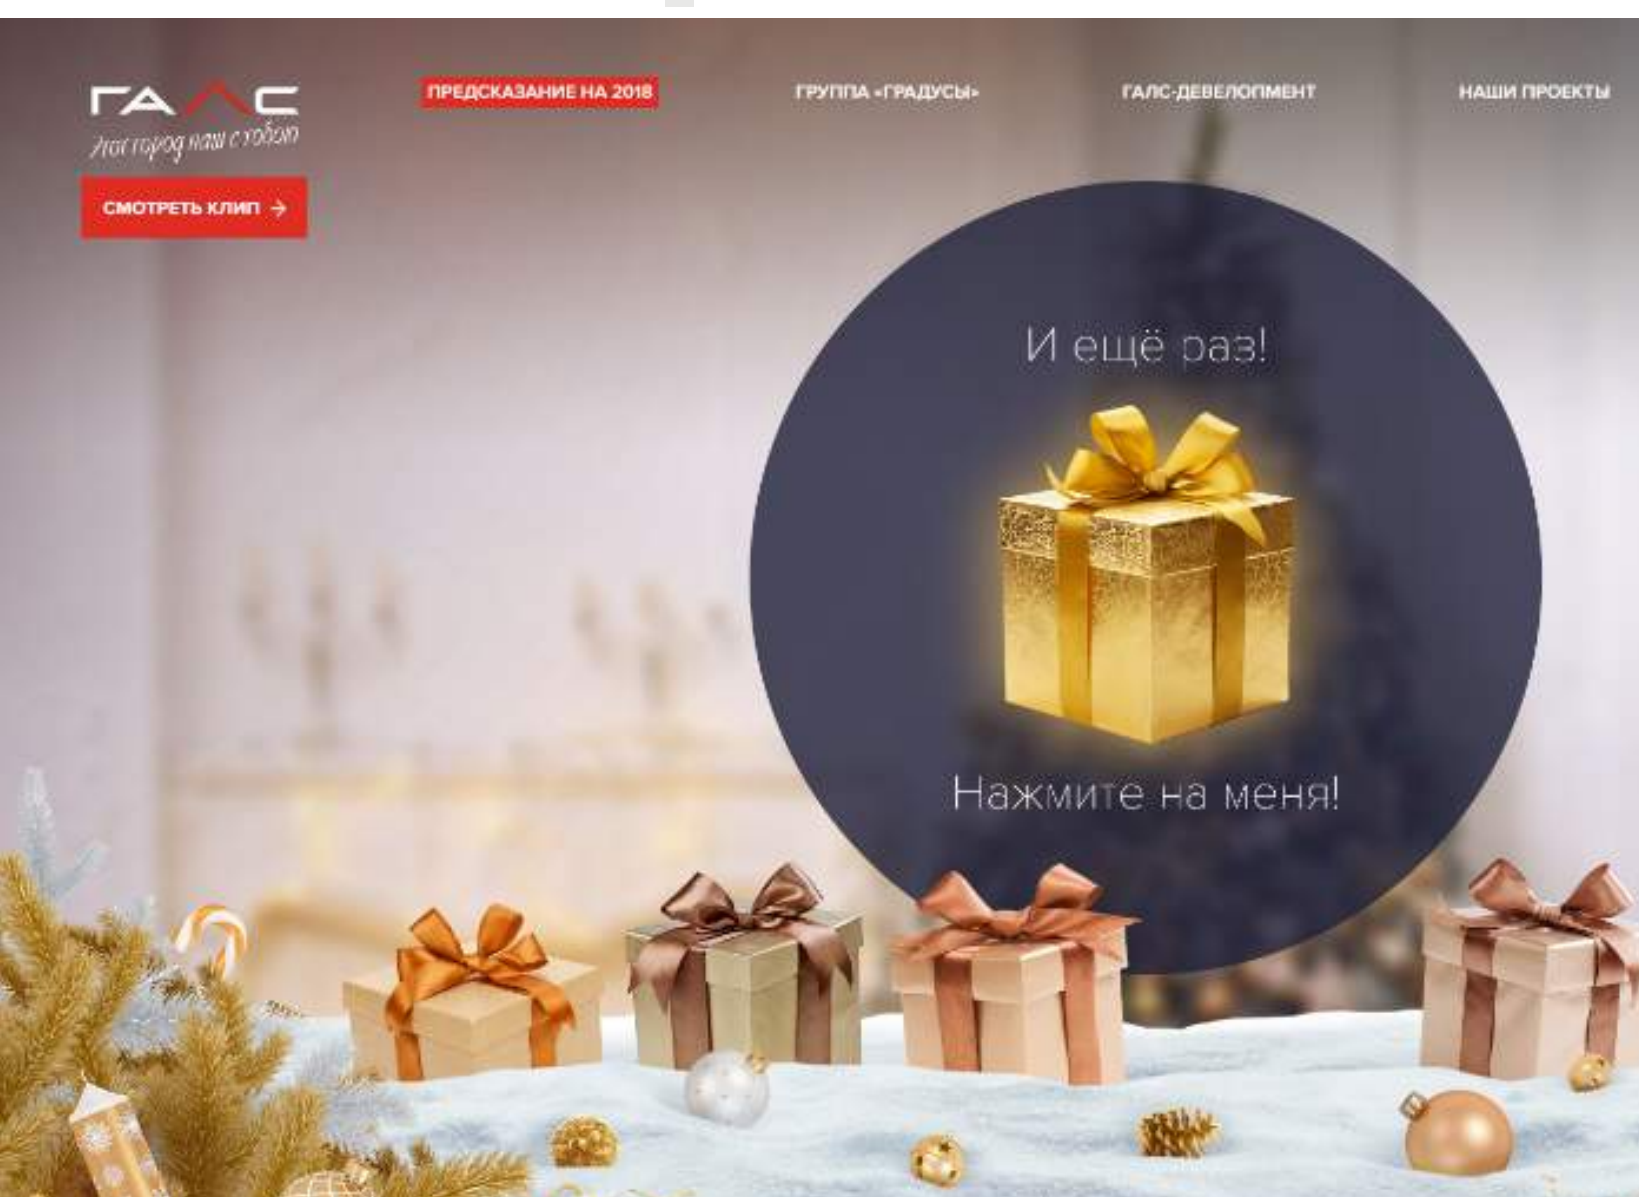 ГАЛС
Этот город наш с тобою
СМОТРЕТЬ КЛИП →
ПРЕДСКАЗАНИЕ НА 2018
ГРУППА «ГРАДУСЫ»
ГАЛС-ДЕВЕЛОПМЕНТ
НАШИ ПРОЕКТЫ
И ещё раз!
Нажмите на меня!